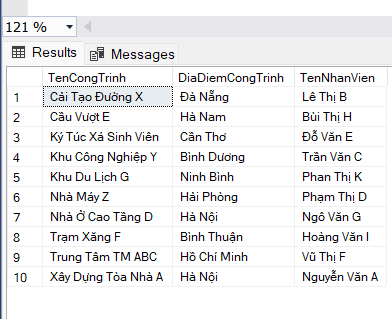 121 %
Results Messages
TenCongTrinh DiaDiemCongTrinh TenNhanVien
1 Cải Tạo Đường X Đà Nẵng Lê Thị B
2 Cầu Vượt E Hà Nam Bùi Thị H
3 Ký Túc Xá Sinh Viên Cần Thơ Đỗ Văn E
4 Khu Công Nghiệp Y Bình Dương Trần Văn C
5 Khu Du Lịch G Ninh Bình Phan Thị K
6 Nhà Máy Z Hải Phòng Phạm Thị D
7 Nhà Ở Cao Tầng D Hà Nội Ngô Văn G
8 Trạm Xăng F Bình Thuận Hoàng Văn I
9 Trung Tâm TM ABC Hồ Chí Minh Vũ Thị F
10 Xây Dựng Tòa Nhà A Hà Nội Nguyễn Văn A